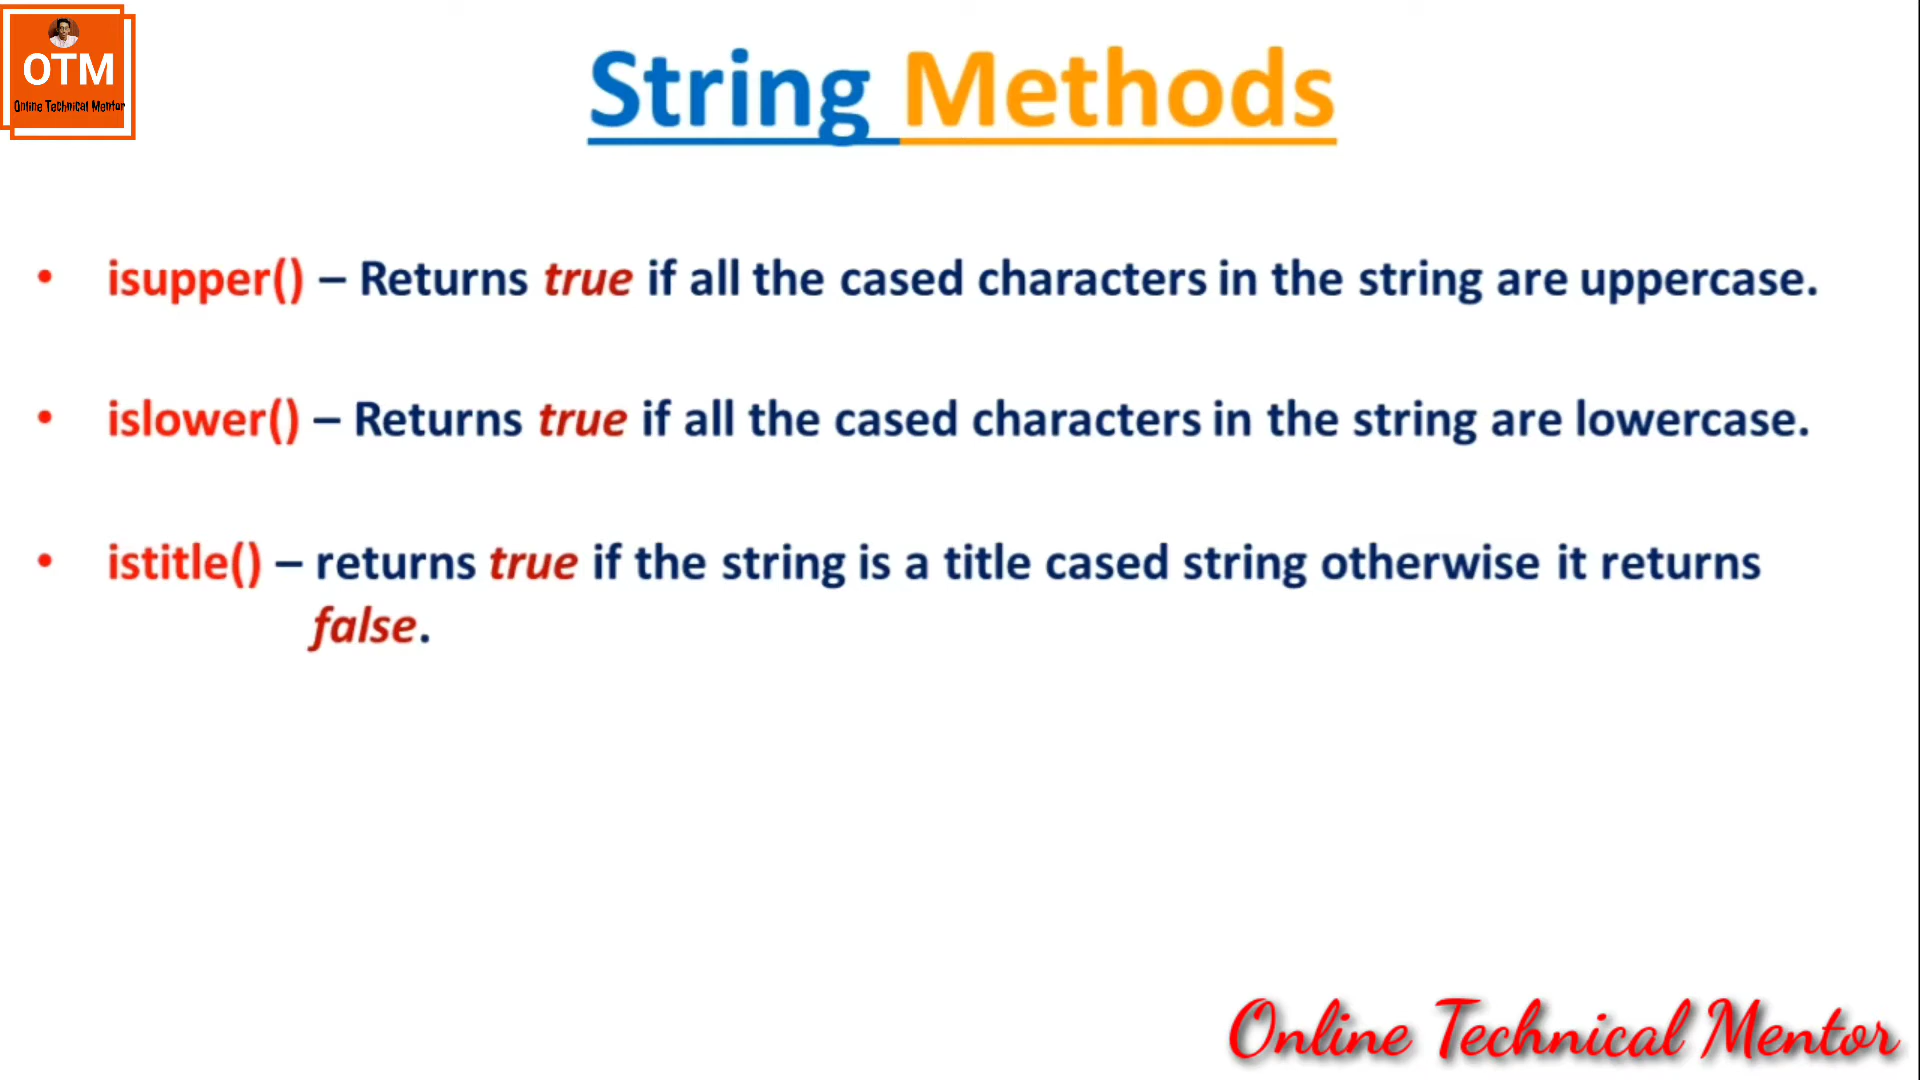 OTM
Online Technical Mentor
String Methods
• isupper() – Returns true if all the cased characters in the string are uppercase.
• islower() – Returns true if all the cased characters in the string are lowercase.
• istitle() – returns true if the string is a title cased string otherwise it returns
false.
Online Technical Mentor